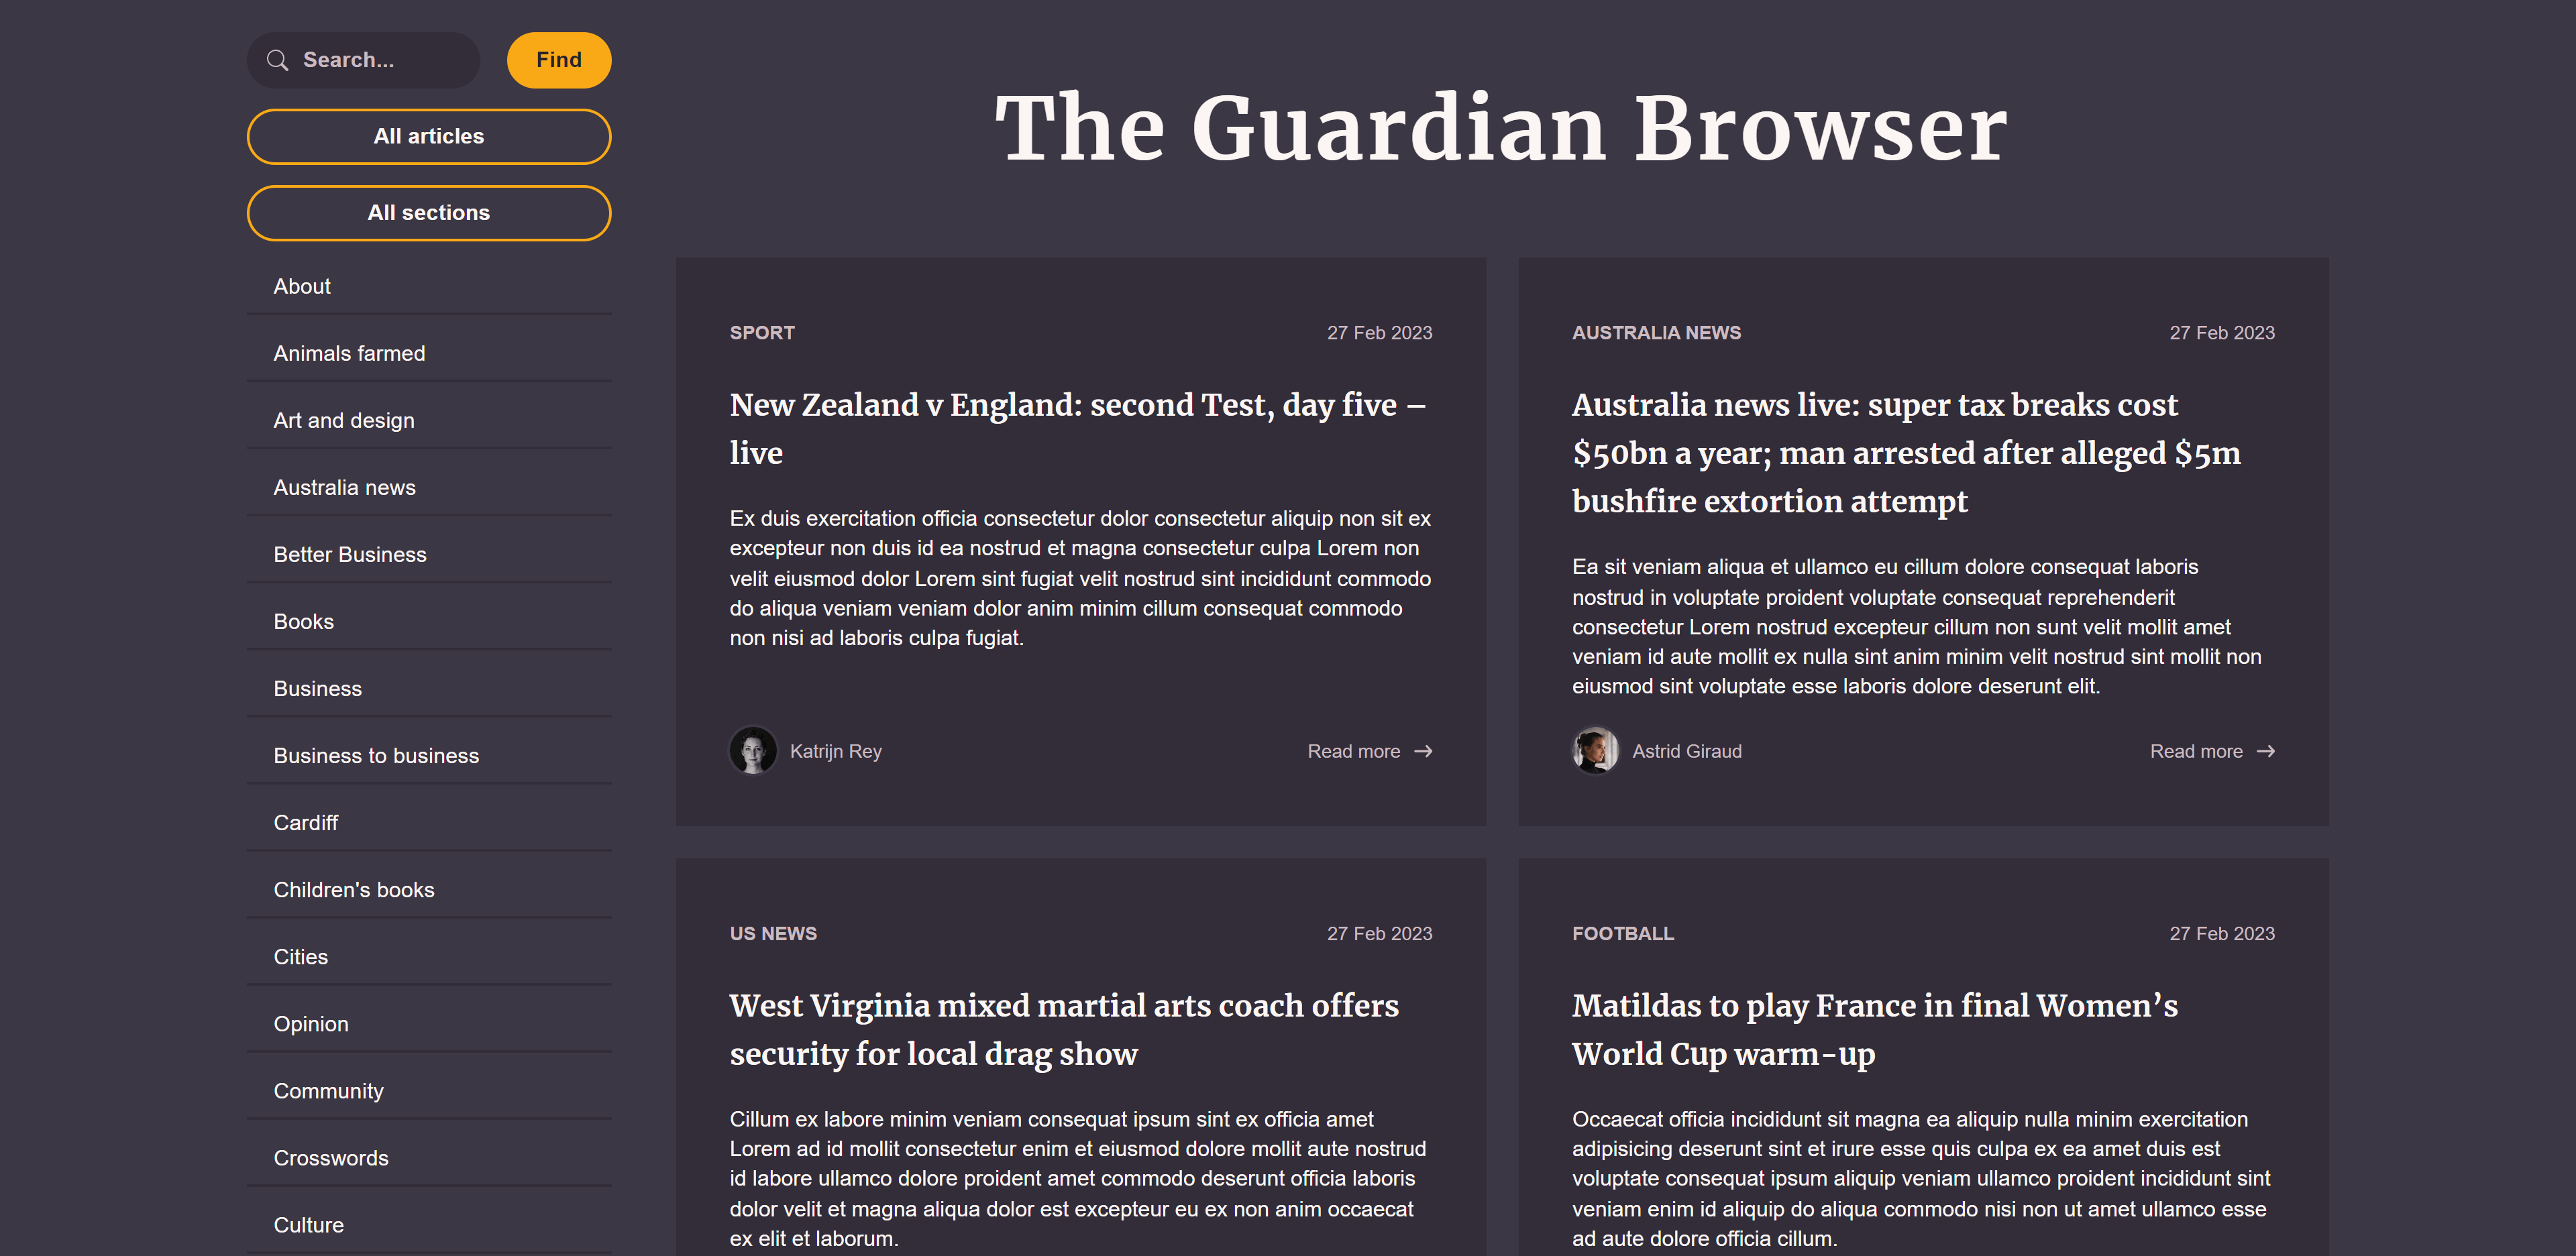 Search...
Find
All articles
All sections
About
Animals farmed
Art and design
Australia news
Better Business
Books
Business
Business to business
Cardiff
Children's books
Cities
Opinion
Community
Crosswords
Culture
The Guardian Browser
SPORT
27 Feb 2023
New Zealand v England: second Test, day five –
live
Ex duis exercitation officia consectetur dolor consectetur aliquip non sit ex
excepteur non duis id ea nostrud et magna consectetur culpa Lorem non
velit eiusmod dolor Lorem sint fugiat velit nostrud sint incididunt commodo
do aliqua veniam veniam dolor anim minim cillum consequat commodo
non nisi ad laboris culpa fugiat.
Katrijn Rey
Read more
AUSTRALIA NEWS
27 Feb 2023
Australia news live: super tax breaks cost
$50bn a year; man arrested after alleged $5m
bushfire extortion attempt
Ea sit veniam aliqua et ullamco eu cillum dolore consequat laboris
nostrud in voluptate proident voluptate consequat reprehenderit
consectetur Lorem nostrud excepteur cillum non sunt velit mollit amet
veniam id aute mollit ex nulla sint anim minim velit nostrud sint mollit non
eiusmod sint voluptate esse laboris dolore deserunt elit.
Astrid Giraud
Read more
US NEWS
27 Feb 2023
West Virginia mixed martial arts coach offers
security for local drag show
Cillum ex labore minim veniam consequat ipsum sint ex officia amet
Lorem ad id mollit consectetur enim et eiusmod dolore mollit aute nostrud
id labore ullamco dolore proident amet commodo deserunt officia laboris
dolor velit et magna aliqua dolor est excepteur eu ex non anim occaecat
ex elit et laborum.
FOOTBALL
27 Feb 2023
Matildas to play France in final Women’s
World Cup warm-up
Occaecat officia incididunt sit magna ea aliquip nulla minim exercitation
adipisicing deserunt sint et irure esse quis culpa ex ea amet duis est
voluptate consequat ipsum aliquip veniam ullamco proident incididunt sint
veniam enim id aliquip do aliqua commodo nisi non ut amet ullamco esse
ad aute dolore officia cillum.